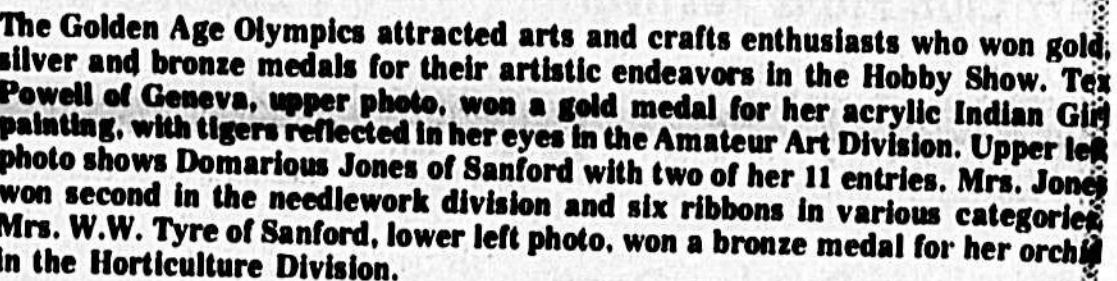 The Golden Age Olympics attracted arts and crafts enthusiasts who won gold,
silver and bronze medals for their artistic endeavors in the Hobby Show. Tex
Powell of Geneva, upper photo, won a gold medal for her acrylic Indian Girl
painting, with tigers reflected in her eyes in the Amateur Art Division. Upper left
photo shows Domarious Jones of Sanford with two of her 11 entries. Mrs. Jones
won second in the needlework division and six ribbons in various categories.
Mrs. W.W. Tyre of Sanford, lower left photo, won a bronze medal for her orchid
in the Horticulture Division.